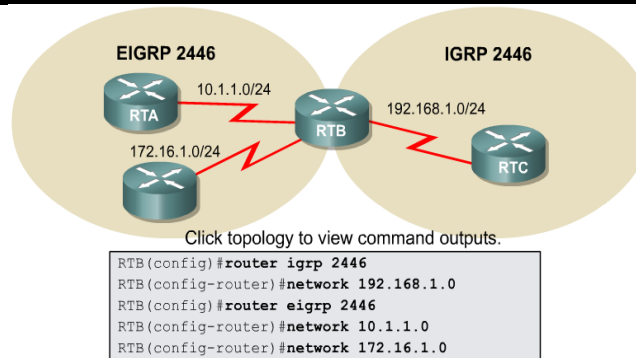 EIGRP 2446
IGRP 2446
10.1.1.0/24
RTA
RTB
192.168.1.0/24
172.16.1.0/24
RTC
Click topology to view command outputs.
RTB(config)#router igrp 2446
RTB(config-router)#network 192.168.1.0
RTB(config-router)#router eigrp 2446
RTB(config-router)#network 10.1.1.0
RTB(config-router)#network 172.16.1.0